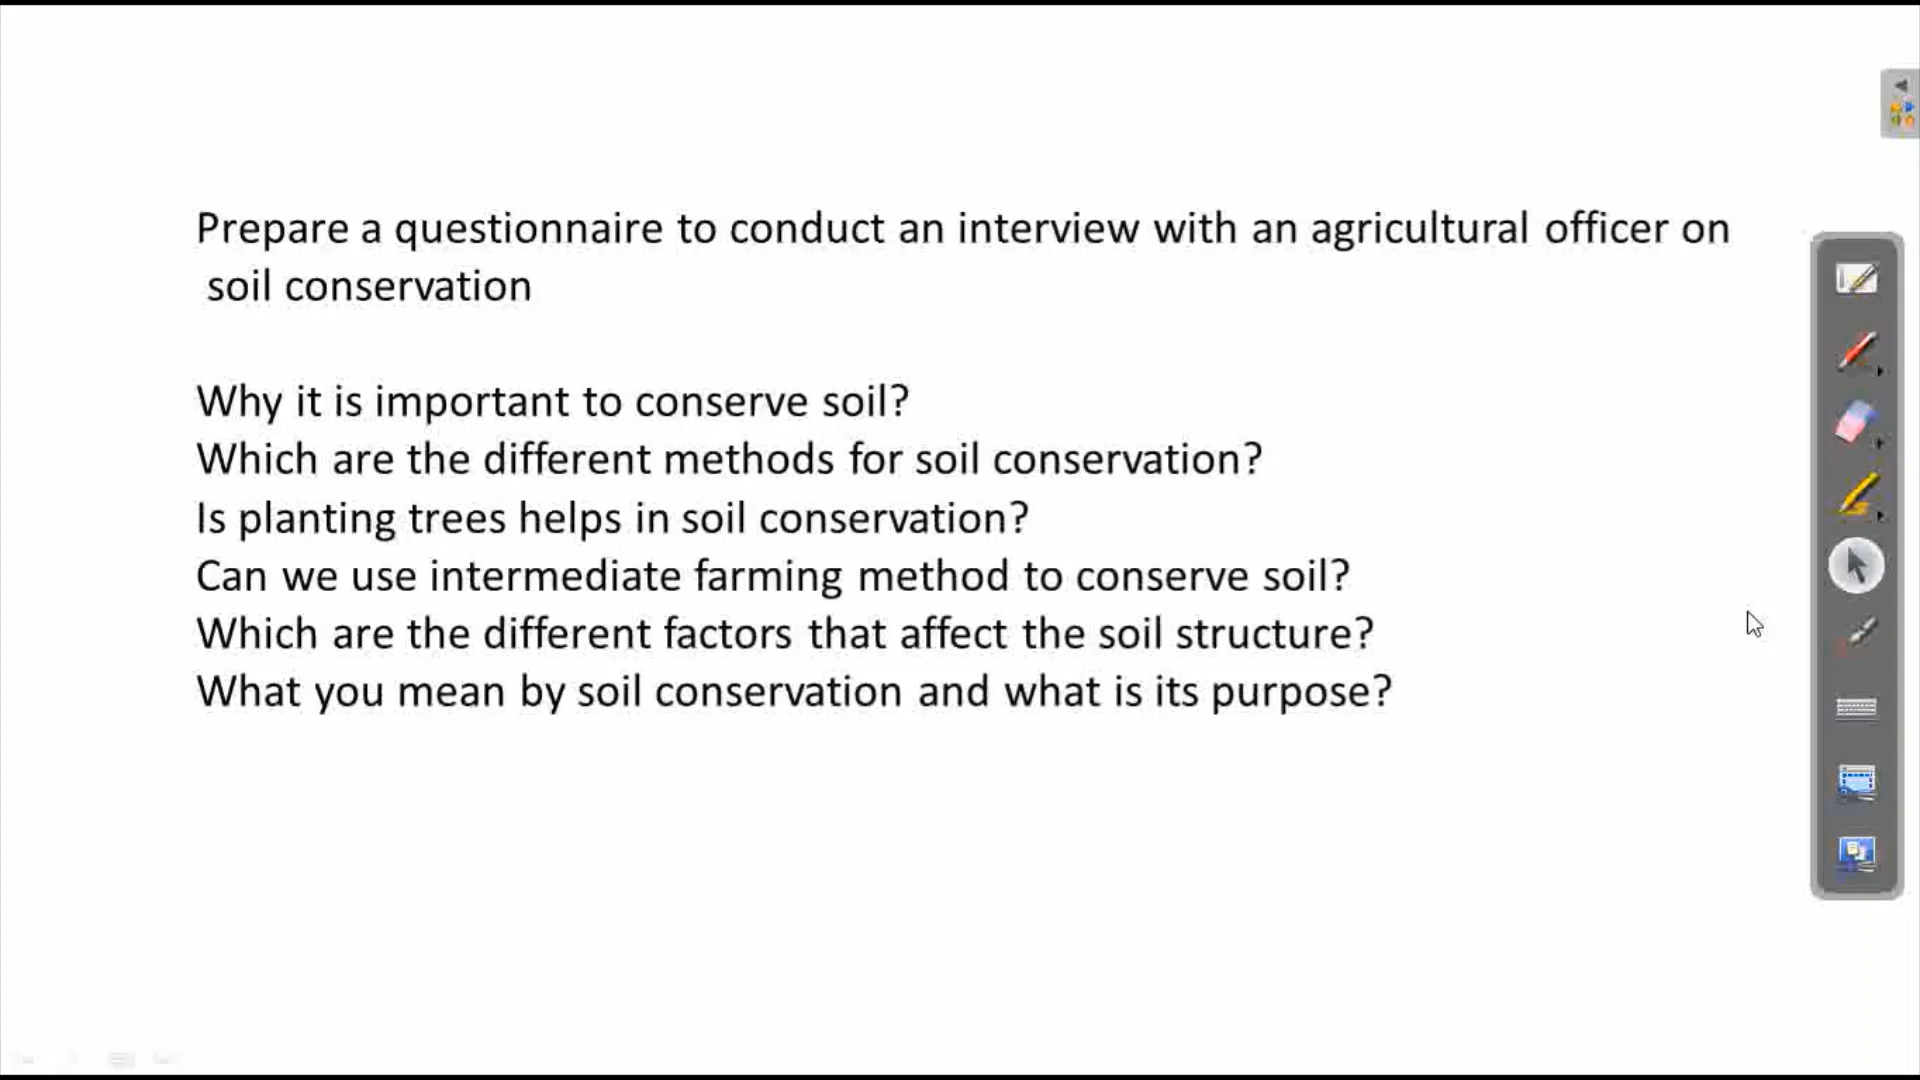 Prepare a questionnaire to conduct an interview with an agricultural officer on
soil conservation
Why it is important to conserve soil?
Which are the different methods for soil conservation?
Is planting trees helps in soil conservation?
Can we use intermediate farming method to conserve soil?
Which are the different factors that affect the soil structure?
What you mean by soil conservation and what is its purpose?